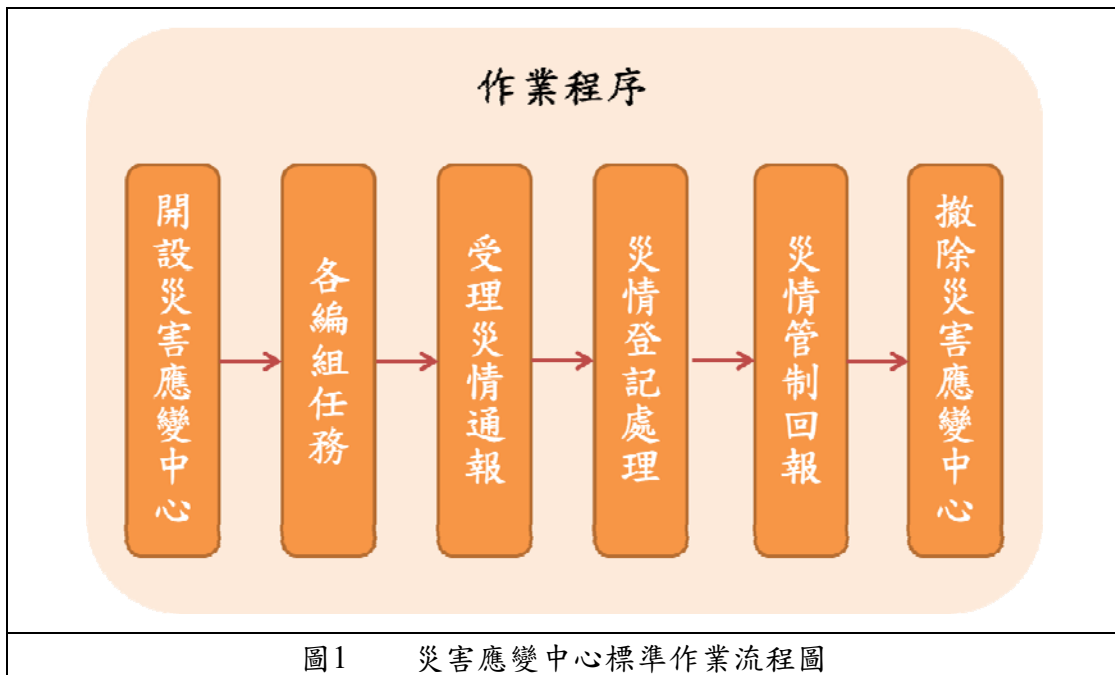 作業程序
開設災害應變中心
各編組任務
受理災情通報
災情登記處理
災情管制回報
撤除災害應變中心
圖1 災害應變中心標準作業流程圖